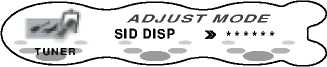 ADJUST MODE
SID DISP » ******
TUNER